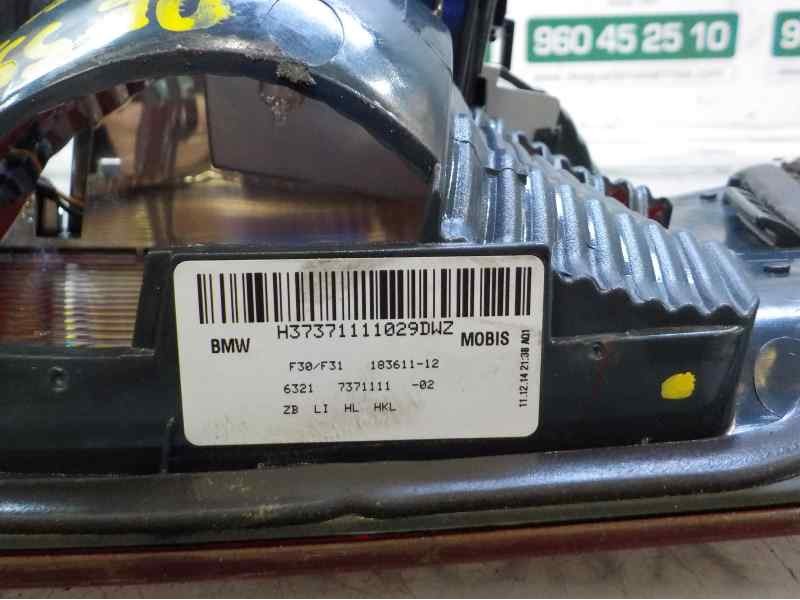 960 45 25 10
960
H37371111029DWZ
BMW
MOBIS
F30/F31 183611-12
6321 7371111 -02
ZB LI HL HKL
11.12.14 21:38 A01